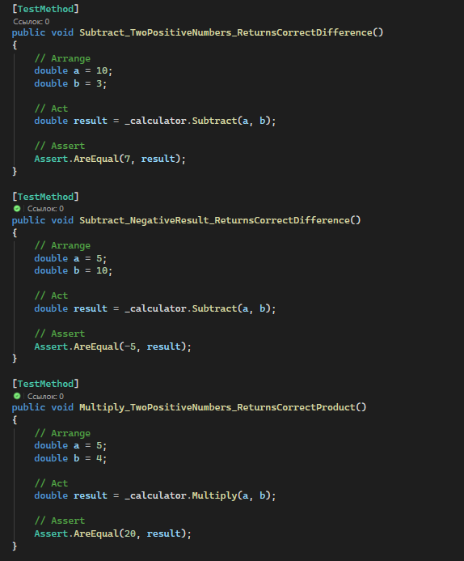 [TestMethod]
Ссылок: 0
public void Subtract_TwoPositiveNumbers_ReturnsCorrectDifference()
{
    // Arrange
    double a = 10;
    double b = 3;

    // Act
    double result = _calculator.Subtract(a, b);

    // Assert
    Assert.AreEqual(7, result);
}

[TestMethod]
Ссылок: 0
public void Subtract_NegativeResult_ReturnsCorrectDifference()
{
    // Arrange
    double a = 5;
    double b = 10;

    // Act
    double result = _calculator.Subtract(a, b);

    // Assert
    Assert.AreEqual(-5, result);
}

[TestMethod]
Ссылок: 0
public void Multiply_TwoPositiveNumbers_ReturnsCorrectProduct()
{
    // Arrange
    double a = 5;
    double b = 4;

    // Act
    double result = _calculator.Multiply(a, b);

    // Assert
    Assert.AreEqual(20, result);
}